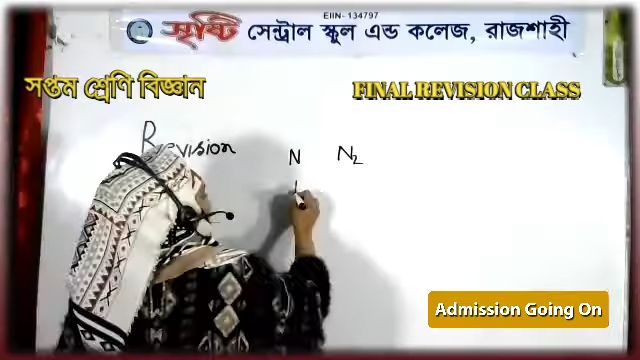 EIIN- 134797
সৃষ্টি সেন্ট্রাল স্কুল এন্ড কলেজ, রাজশাহী
সপ্তম শ্রেণি বিজ্ঞান
FINAL REVISION CLASS
Revision
N N2
Admission Going On